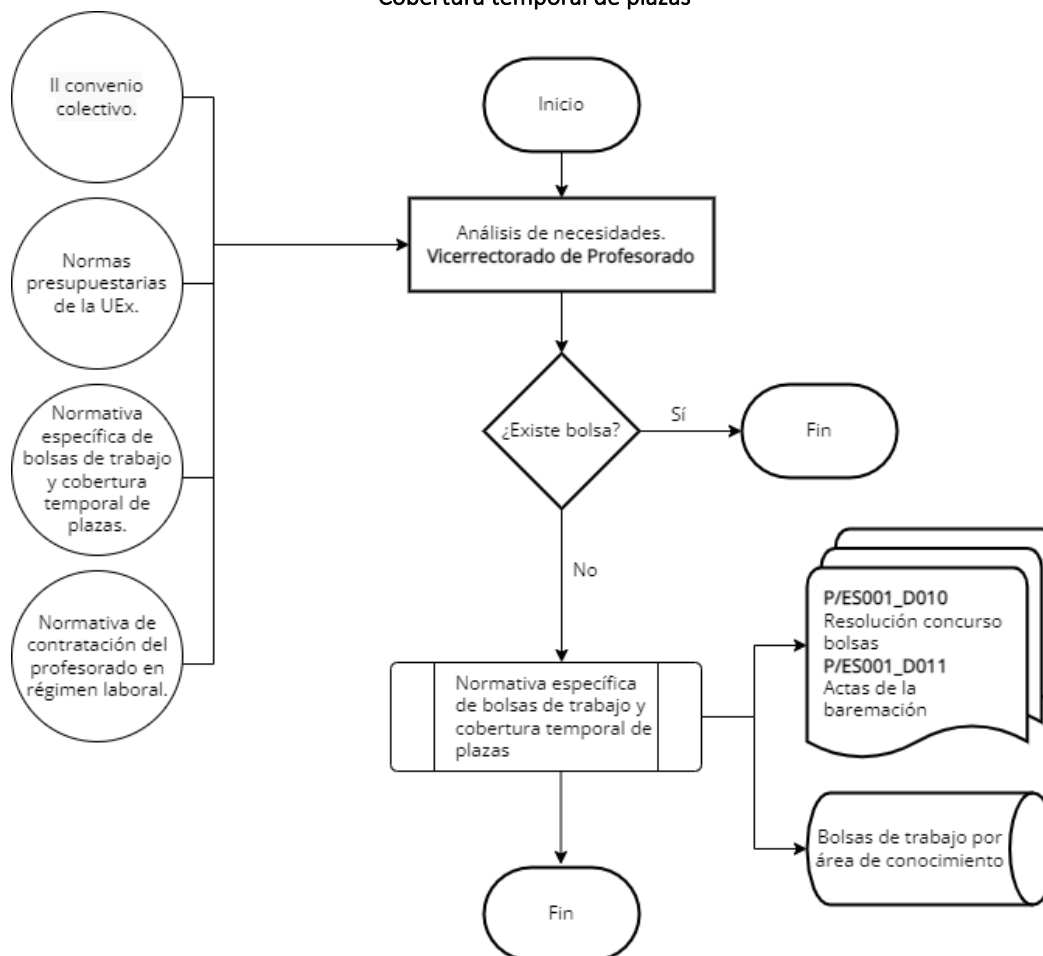 Cobertura temporal de plazas
II convenio
colectivo.
Normas
presupuestarias
de la UEx.
Normativa
específica de
bolsas de trabajo
y cobertura
temporal de
plazas.
Normativa de
contratación del
profesorado en
régimen laboral.
Inicio
Análisis de necesidades.
Vicerrectorado de Profesorado
¿Existe bolsa?
Sí
Fin
No
Normativa específica
de bolsas de trabajo y
cobertura temporal de
plazas
P/ES001_D010
Resolución concurso
bolsas
P/ES001_D011
Actas de la
baremación
Bolsas de trabajo por
área de conocimiento
Fin